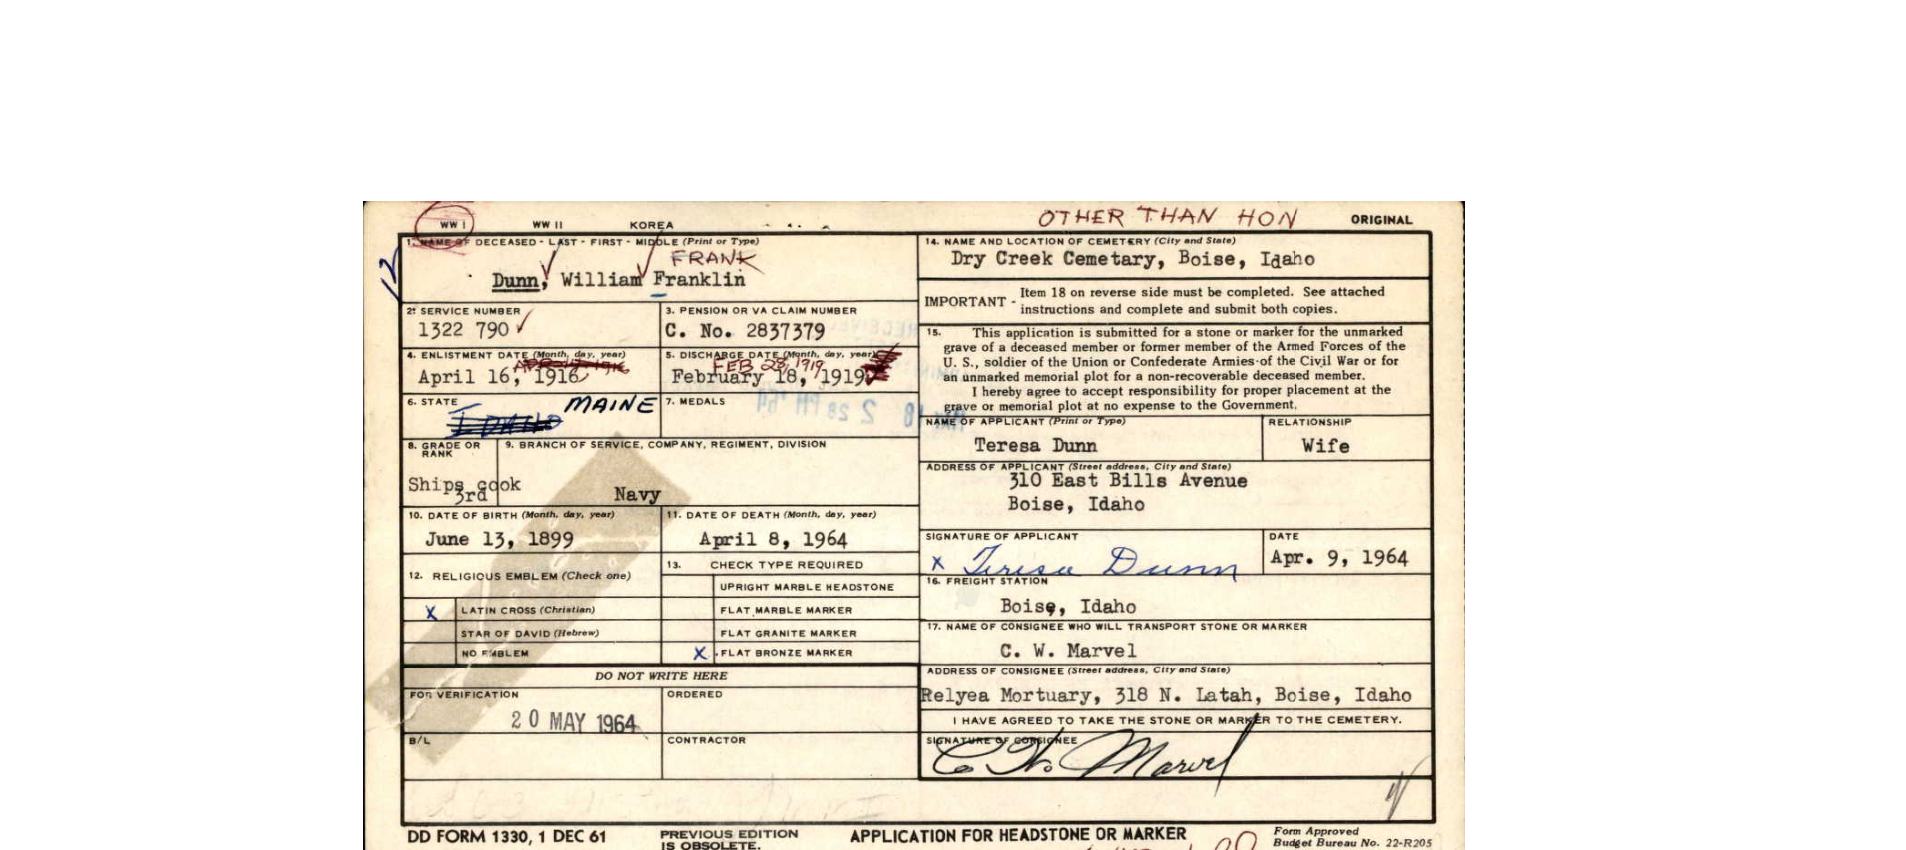 WW I WW II KOREA OTHER THAN HON ORIGINAL
12
1. NAME OF DECEASED - LAST - FIRST - MIDDLE (Print or Type)
FRANK
Dunn, William Franklin
2. SERVICE NUMBER
1322 790
3. PENSION OR VA CLAIM NUMBER
C. No. 2837379
4. ENLISTMENT DATE (Month, day, year)
April 16, 1916
5. DISCHARGE DATE (Month, day, year)
FEB 28, 1919
February 18, 1919
6. STATE
IDAHO MAINE
7. MEDALS
8. GRADE OR
RANK
Ships cook
3rd
9. BRANCH OF SERVICE, COMPANY, REGIMENT, DIVISION
Navy
10. DATE OF BIRTH (Month, day, year)
June 13, 1899
11. DATE OF DEATH (Month, day, year)
April 8, 1964
12. RELIGIOUS EMBLEM (Check one)
X LATIN CROSS (Christian)
STAR OF DAVID (Hebrew)
NO EMBLEM
13. CHECK TYPE REQUIRED
UPRIGHT MARBLE HEADSTONE
FLAT MARBLE MARKER
FLAT GRANITE MARKER
X FLAT BRONZE MARKER
DO NOT WRITE HERE
FOR VERIFICATION
20 MAY 1964
ORDERED
B/L
CONTRACTOR
14. NAME AND LOCATION OF CEMETERY (City and State)
Dry Creek Cemetary, Boise, Idaho
IMPORTANT - Item 18 on reverse side must be completed. See attached
instructions and complete and submit both copies.
15. This application is submitted for a stone or marker for the unmarked
grave of a deceased member or former member of the Armed Forces of the
U. S., soldier of the Union or Confederate Armies of the Civil War or for
an unmarked memorial plot for a non-recoverable deceased member.
I hereby agree to accept responsibility for proper placement at the
grave or memorial plot at no expense to the Government.
NAME OF APPLICANT (Print or Type)
Teresa Dunn
RELATIONSHIP
Wife
ADDRESS OF APPLICANT (Street address, City and State)
310 East Bills Avenue
Boise, Idaho
SIGNATURE OF APPLICANT
x Teresa Dunn
DATE
Apr. 9, 1964
16. FREIGHT STATION
Boise, Idaho
17. NAME OF CONSIGNEE WHO WILL TRANSPORT STONE OR MARKER
C. W. Marvel
ADDRESS OF CONSIGNEE (Street address, City and State)
Relyea Mortuary, 318 N. Latah, Boise, Idaho
I HAVE AGREED TO TAKE THE STONE OR MARKER TO THE CEMETERY.
SIGNATURE OF CONSIGNEE
C. W. Marvel
DD FORM 1330, 1 DEC 61
PREVIOUS EDITION
IS OBSOLETE.
APPLICATION FOR HEADSTONE OR MARKER
Form Approved
Budget Bureau No. 22-R205